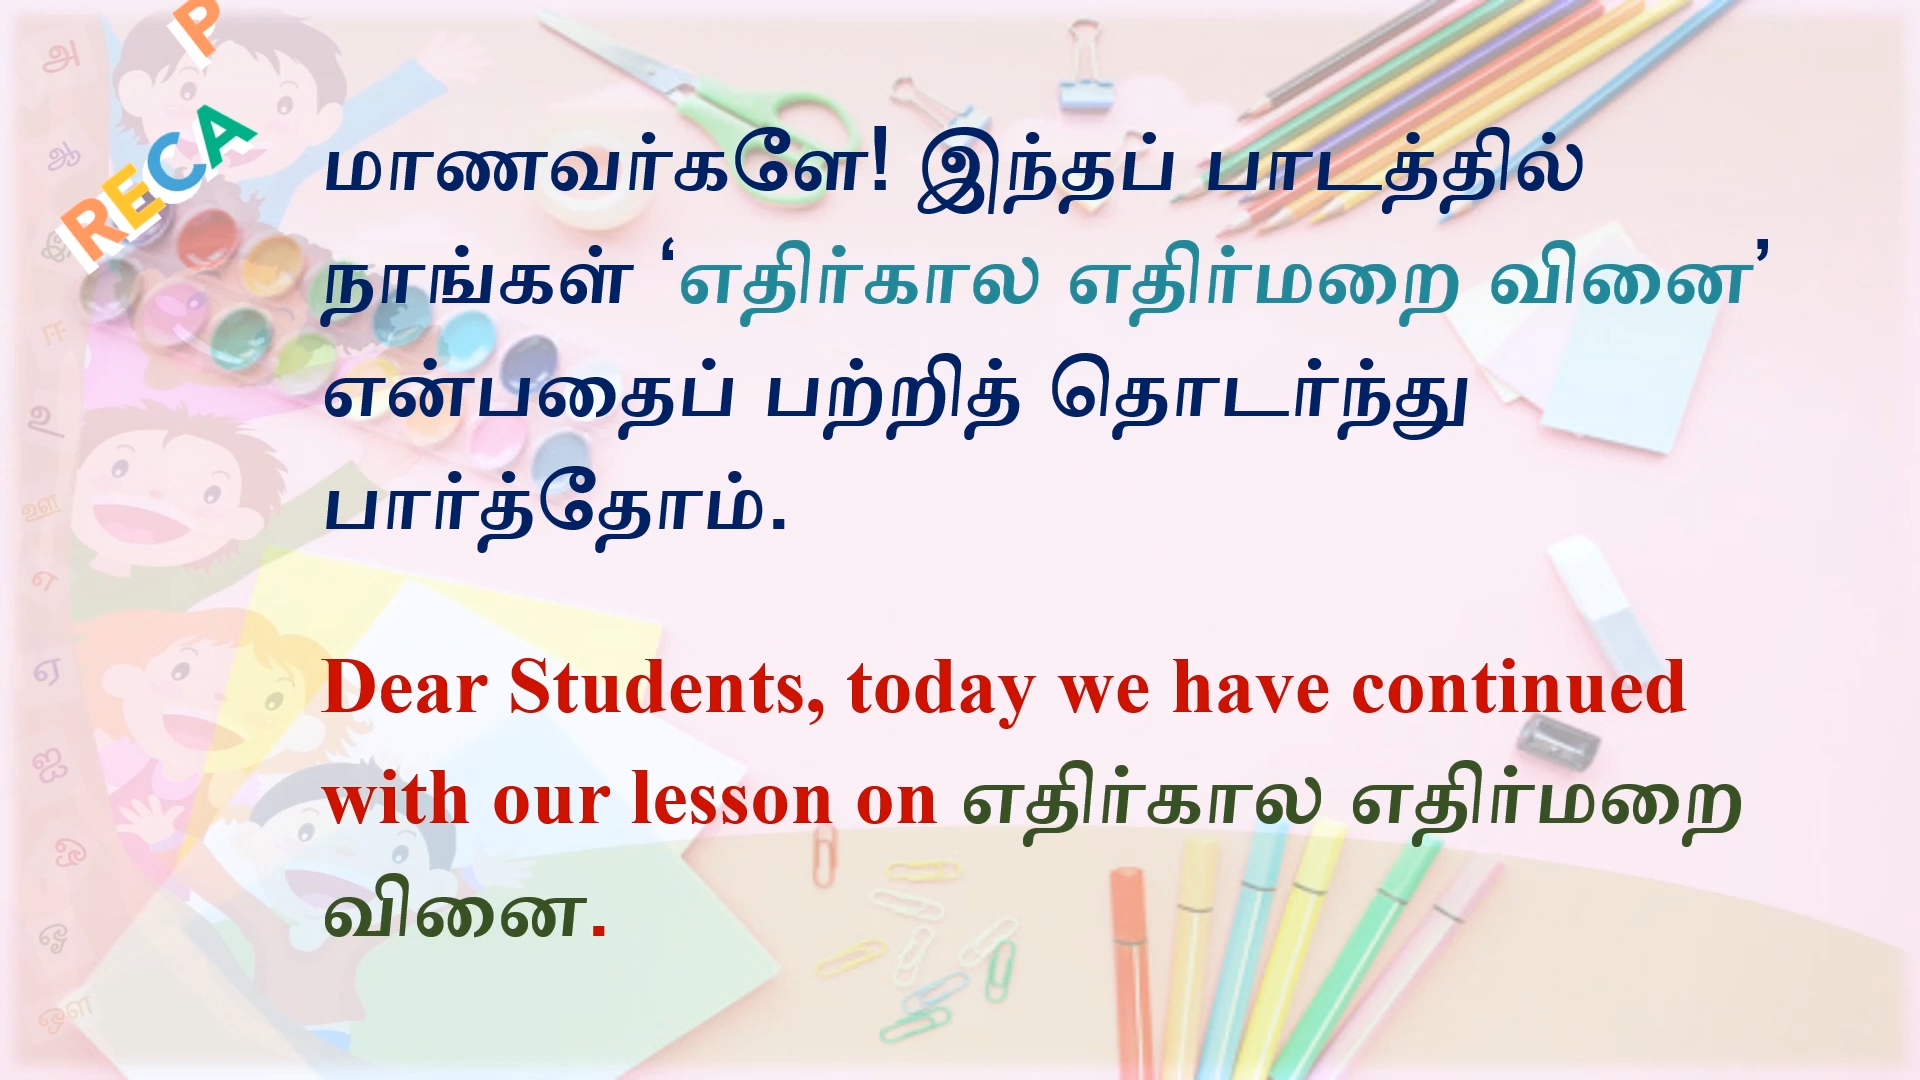 RECAP
மாணவர்களே! இந்தப் பாடத்தில்
நாங்கள் ‘எதிர்கால எதிர்மறை வினை’
என்பதைப் பற்றித் தொடர்ந்து
பார்த்தோம்.
Dear Students, today we have continued
with our lesson on எதிர்கால எதிர்மறை
வினை.
அ
ஆ
இ
ஈ
உ
ஊ
எ
ஏ
ஐ
ஒ
ஓ
ஔ